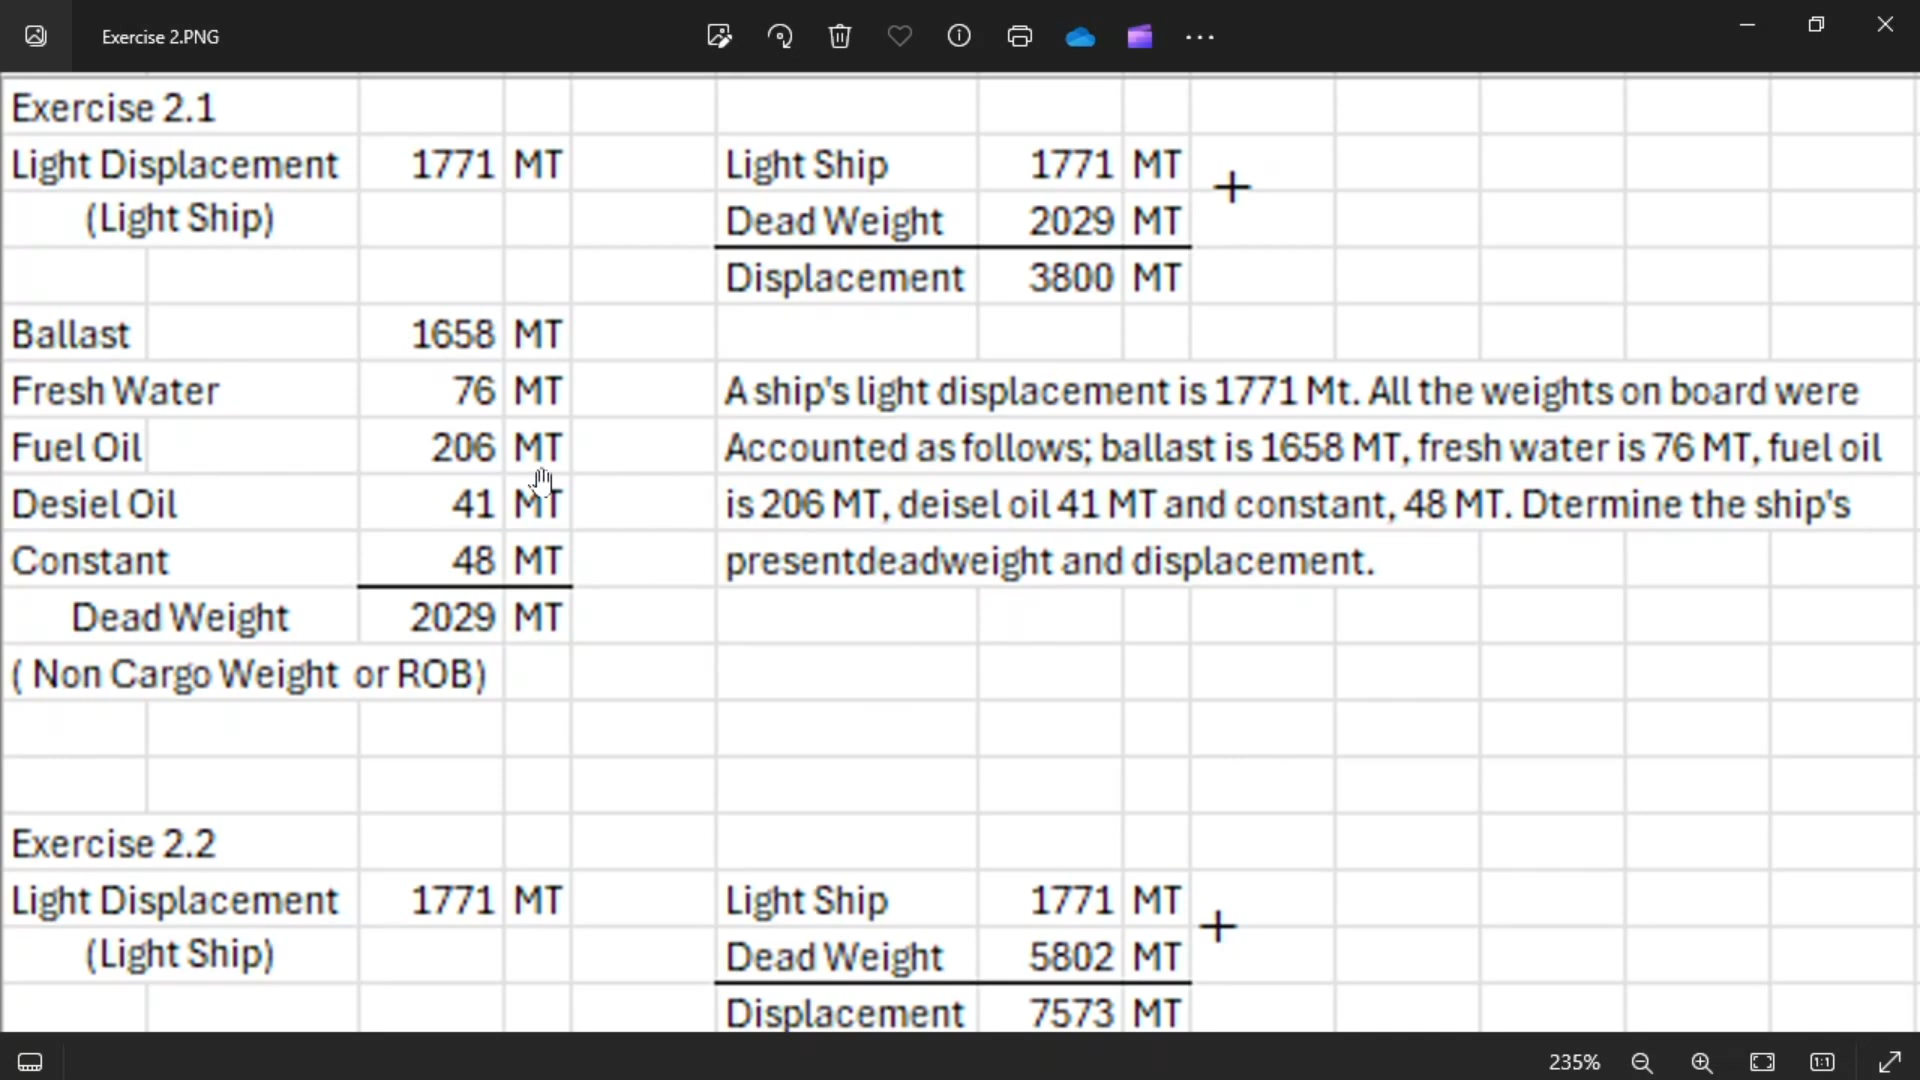 Exercise 2.PNG
Exercise 2.1
Light Displacement 1771 MT Light Ship 1771 MT +
(Light Ship) Dead Weight 2029 MT
Displacement 3800 MT
Ballast 1658 MT
Fresh Water 76 MT A ship's light displacement is 1771 Mt. All the weights on board were
Fuel Oil 206 MT Accounted as follows; ballast is 1658 MT, fresh water is 76 MT, fuel oil
Desiel Oil 41 MT is 206 MT, deisel oil 41 MT and constant, 48 MT. Dtermine the ship's
Constant 48 MT presentdeadweight and displacement.
Dead Weight 2029 MT
( Non Cargo Weight or ROB)
Exercise 2.2
Light Displacement 1771 MT Light Ship 1771 MT +
(Light Ship) Dead Weight 5802 MT
Displacement 7573 MT
235% 1:1